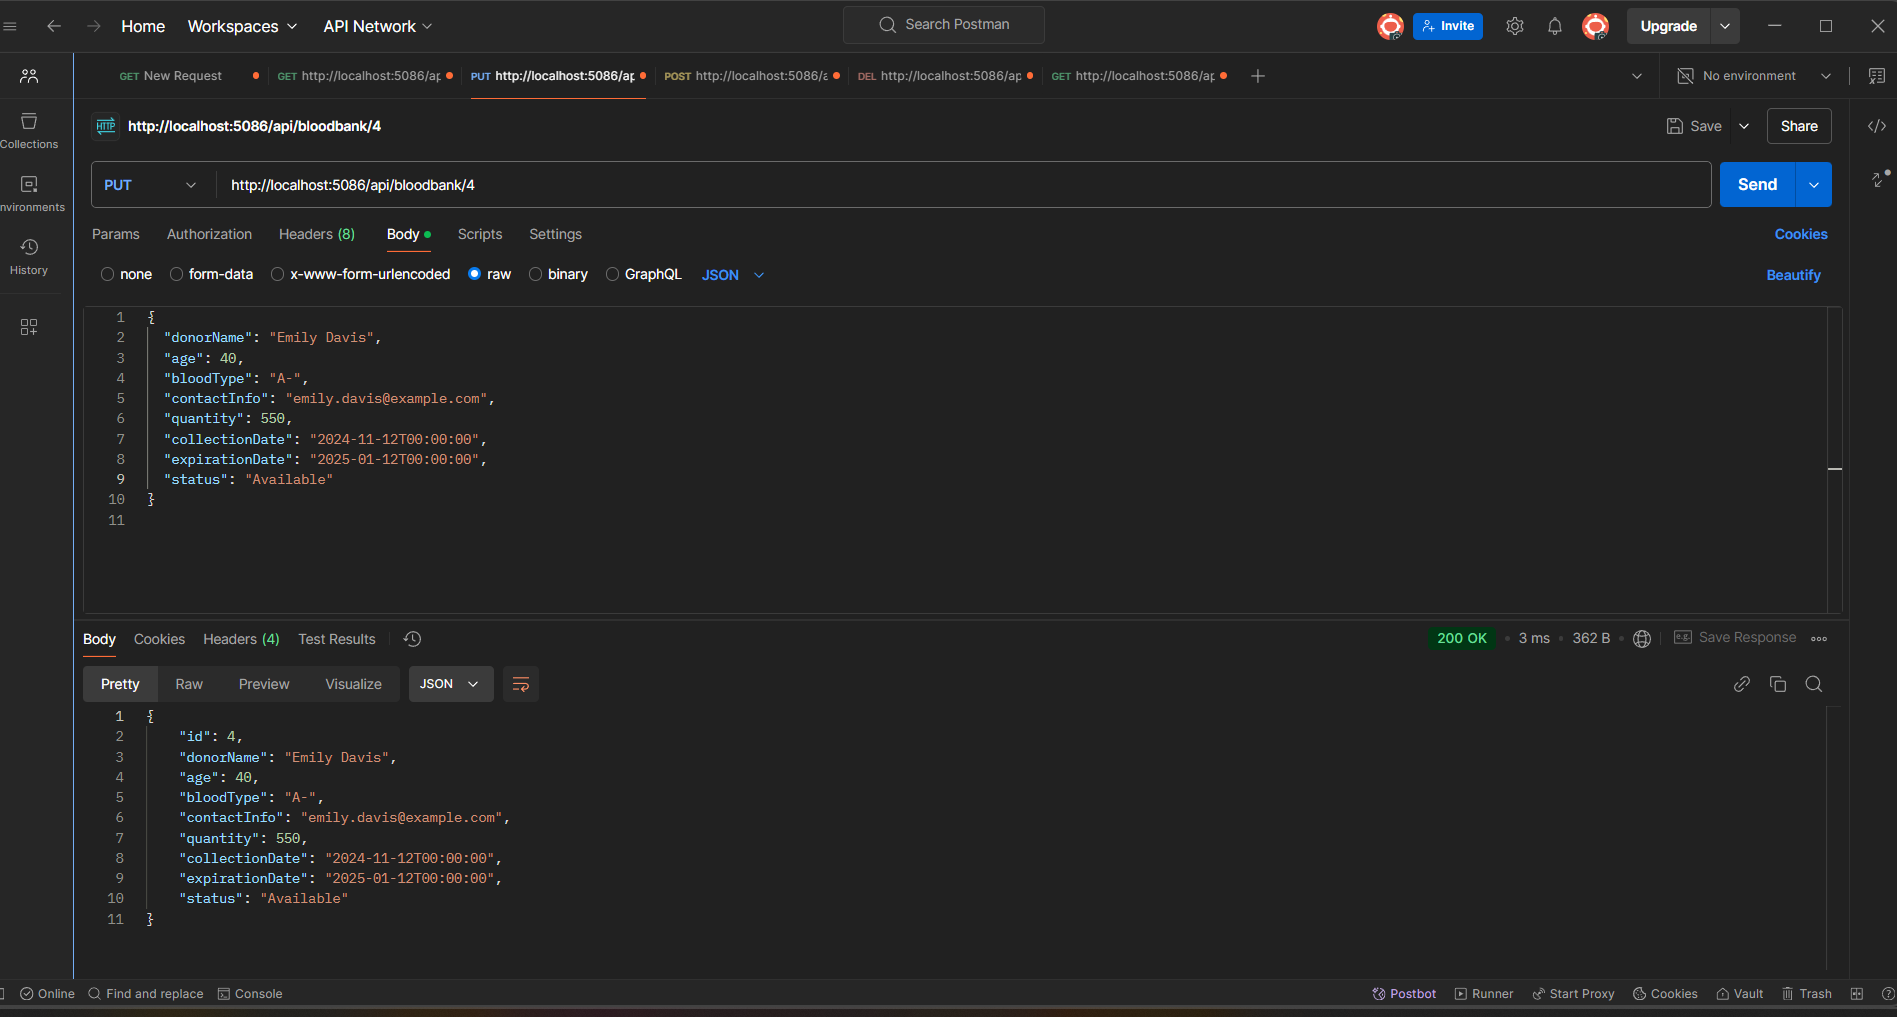 Home Workspaces API Network Search Postman Invite Upgrade
GET New Request GET http://localhost:5086/ap PUT http://localhost:5086/ap POST http://localhost:5086/a DEL http://localhost:5086/ap GET http://localhost:5086/ap No environment
HTTP http://localhost:5086/api/bloodbank/4 Save Share
Collections
PUT http://localhost:5086/api/bloodbank/4 Send
nvironments
Params Authorization Headers (8) Body Scripts Settings Cookies
History
none form-data x-www-form-urlencoded raw binary GraphQL JSON Beautify
1 {
2 "donorName": "Emily Davis",
3 "age": 40,
4 "bloodType": "A-",
5 "contactInfo": "emily.davis@example.com",
6 "quantity": 550,
7 "collectionDate": "2024-11-12T00:00:00",
8 "expirationDate": "2025-01-12T00:00:00",
9 "status": "Available"
10 }
11
Body Cookies Headers (4) Test Results 200 OK 3 ms 362 B e.g. Save Response
Pretty Raw Preview Visualize JSON
1 {
2 "id": 4,
3 "donorName": "Emily Davis",
4 "age": 40,
5 "bloodType": "A-",
6 "contactInfo": "emily.davis@example.com",
7 "quantity": 550,
8 "collectionDate": "2024-11-12T00:00:00",
9 "expirationDate": "2025-01-12T00:00:00",
10 "status": "Available"
11 }
Online Find and replace Console Postbot Runner Start Proxy Cookies Vault Trash